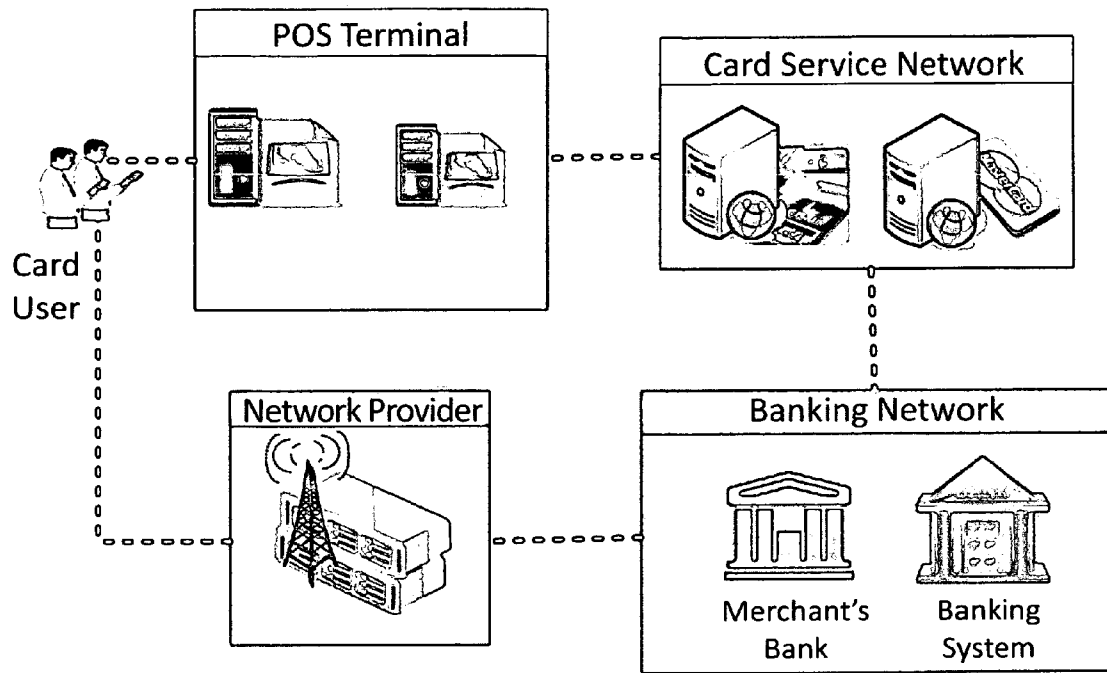 POS Terminal
Card Service Network
Card
User
Network Provider
Banking Network
Merchant's
Bank
Banking
System